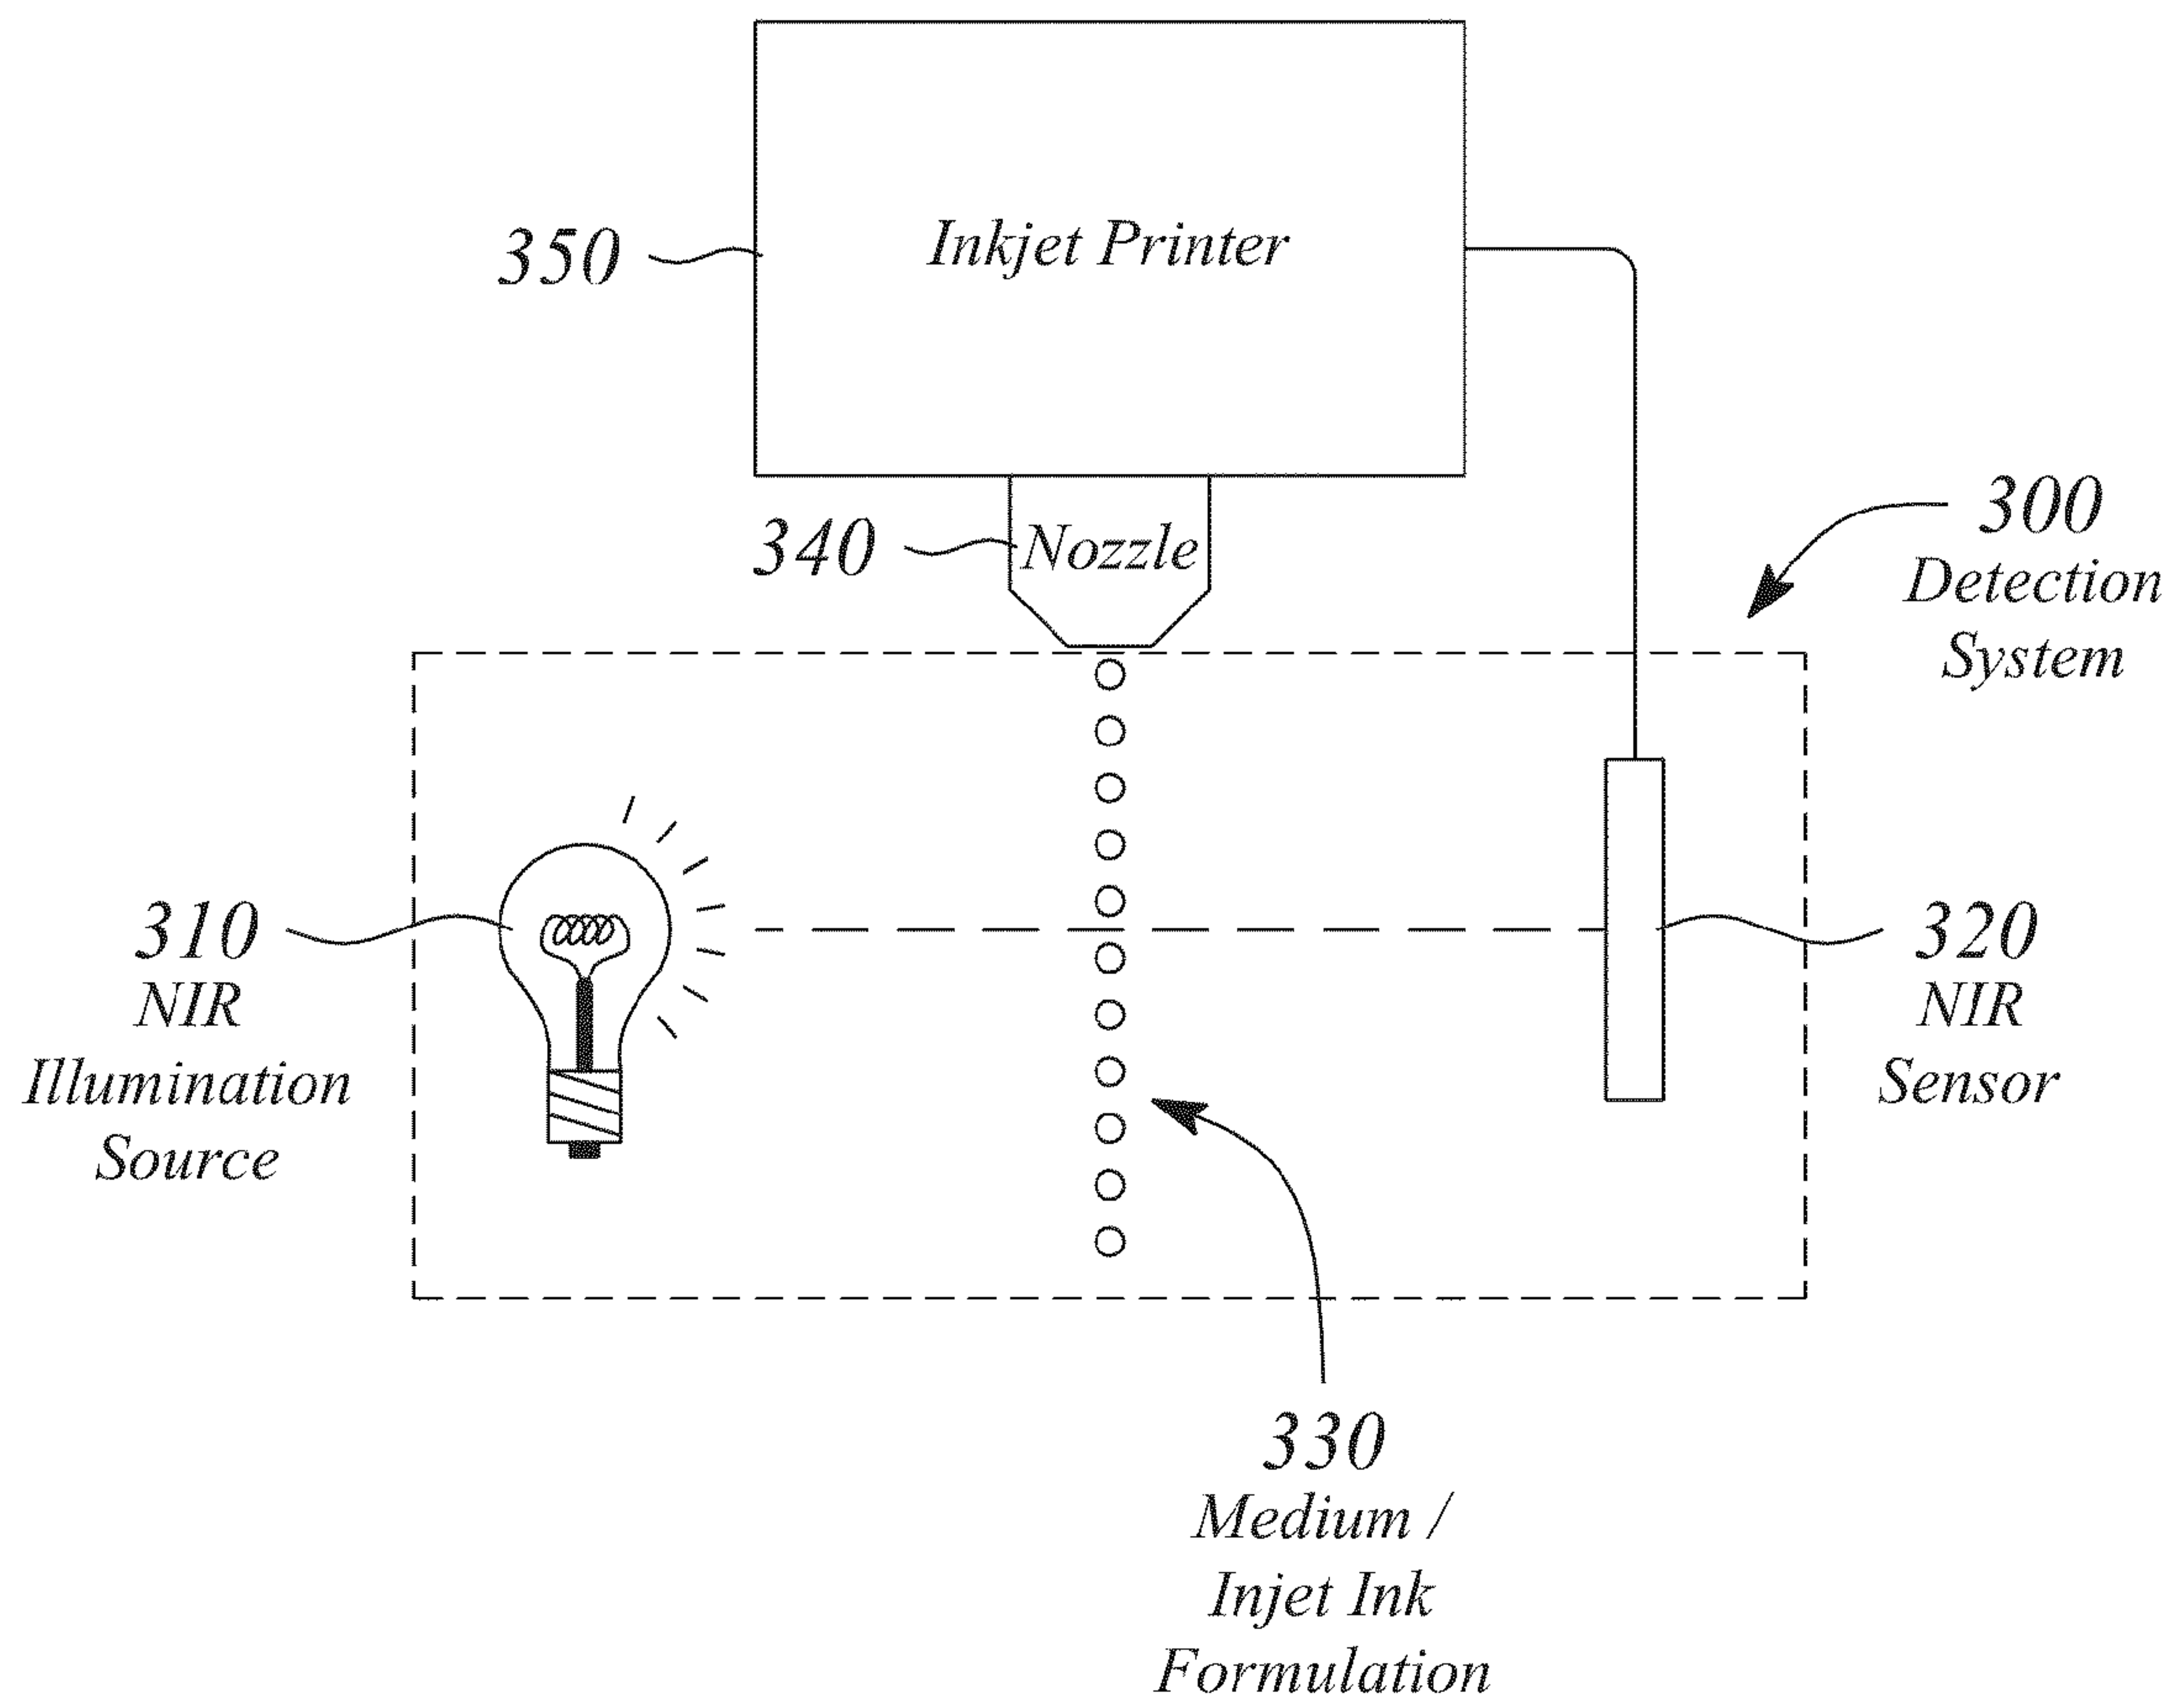 Inkjet Printer
350
300
Detection
System
340
Nozzle
310
NIR
Illumination
Source
320
NIR
Sensor
330
Medium /
Injet Ink
Formulation